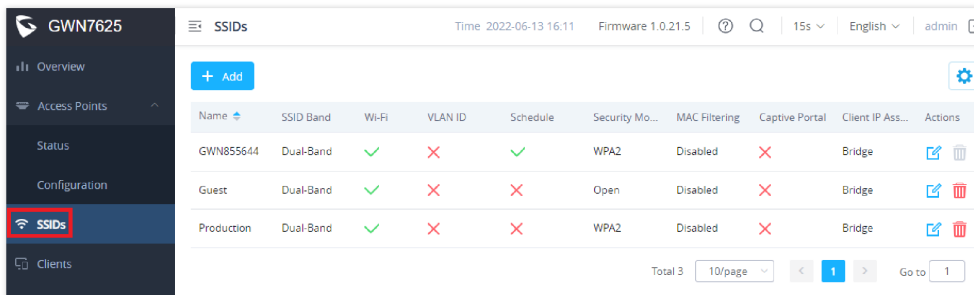 GWN7625
SSIDs
Time 2022-06-13 16:11
Firmware 1.0.21.5
15s
English
admin
Overview
Access Points
Status
Configuration
SSIDs
Clients
+ Add
Name SSID Band Wi-Fi VLAN ID Schedule Security Mo... MAC Filtering Captive Portal Client IP Ass... Actions
GWN855644 Dual-Band WPA2 Disabled Bridge
Guest Dual-Band Open Disabled Bridge
Production Dual-Band WPA2 Disabled Bridge
Total 3 10/page 1 Go to 1